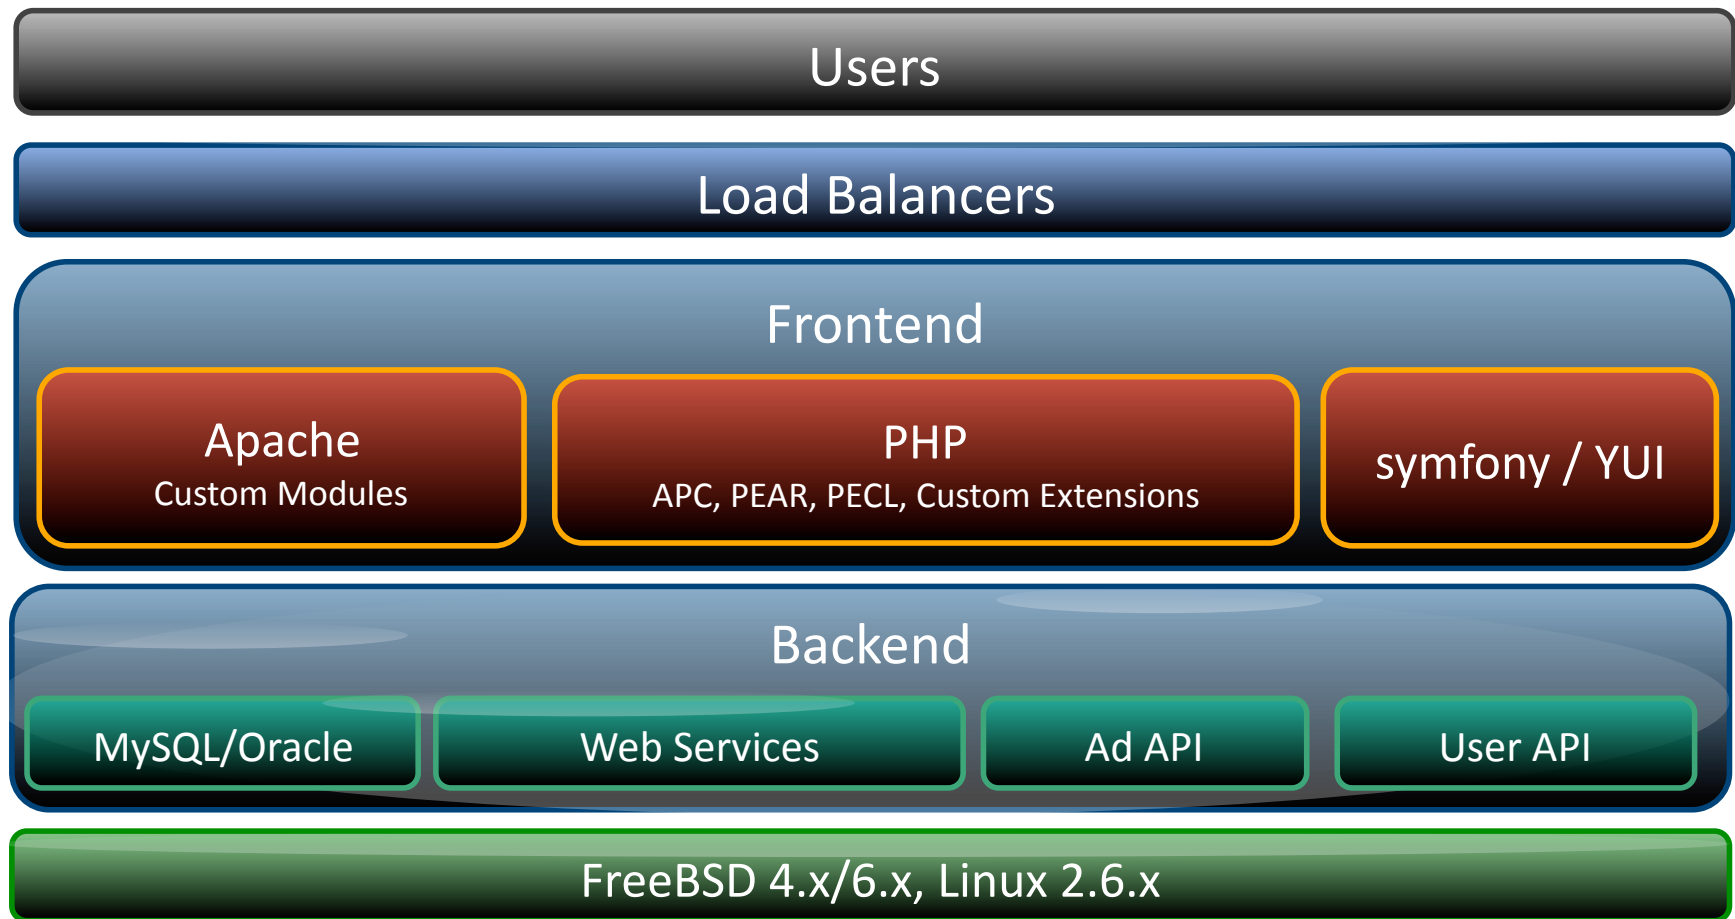 Users
Load Balancers
Frontend
Apache
Custom Modules
PHP
APC, PEAR, PECL, Custom Extensions
symfony / YUI
Backend
MySQL/Oracle
Web Services
Ad API
User API
FreeBSD 4.x/6.x, Linux 2.6.x